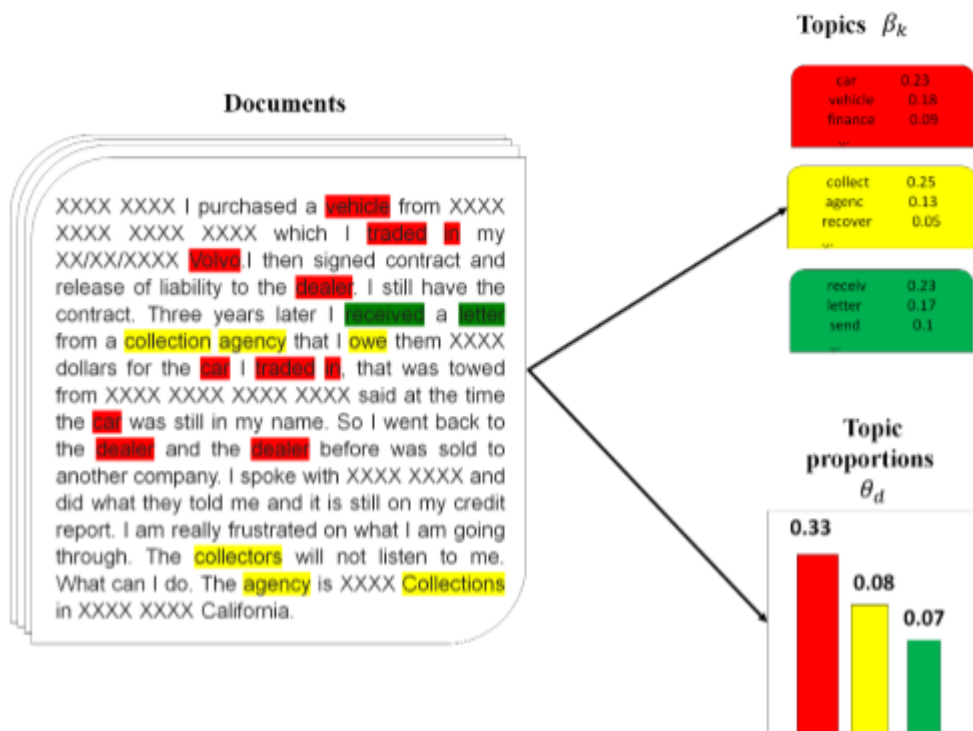 Documents
XXXX XXXX I purchased a vehicle from XXXX
XXXX XXXX XXXX which I traded in my
XX/XX/XXXX Volvo.I then signed contract and
release of liability to the dealer. I still have the
contract. Three years later I received a letter
from a collection agency that I owe them XXXX
dollars for the car I traded in, that was towed
from XXXX XXXX XXXX XXXX said at the time
the car was still in my name. So I went back to
the dealer and the dealer before was sold to
another company. I spoke with XXXX XXXX and
did what they told me and it is still on my credit
report. I am really frustrated on what I am going
through. The collectors will not listen to me.
What can I do. The agency is XXXX Collections
in XXXX XXXX California.
Topics βk
car 0.23
vehicle 0.18
finance 0.09
...
collect 0.25
agenc 0.13
recover 0.05
...
receiv 0.23
letter 0.17
send 0.1
...
Topic
proportions
θd
0.33
0.08
0.07